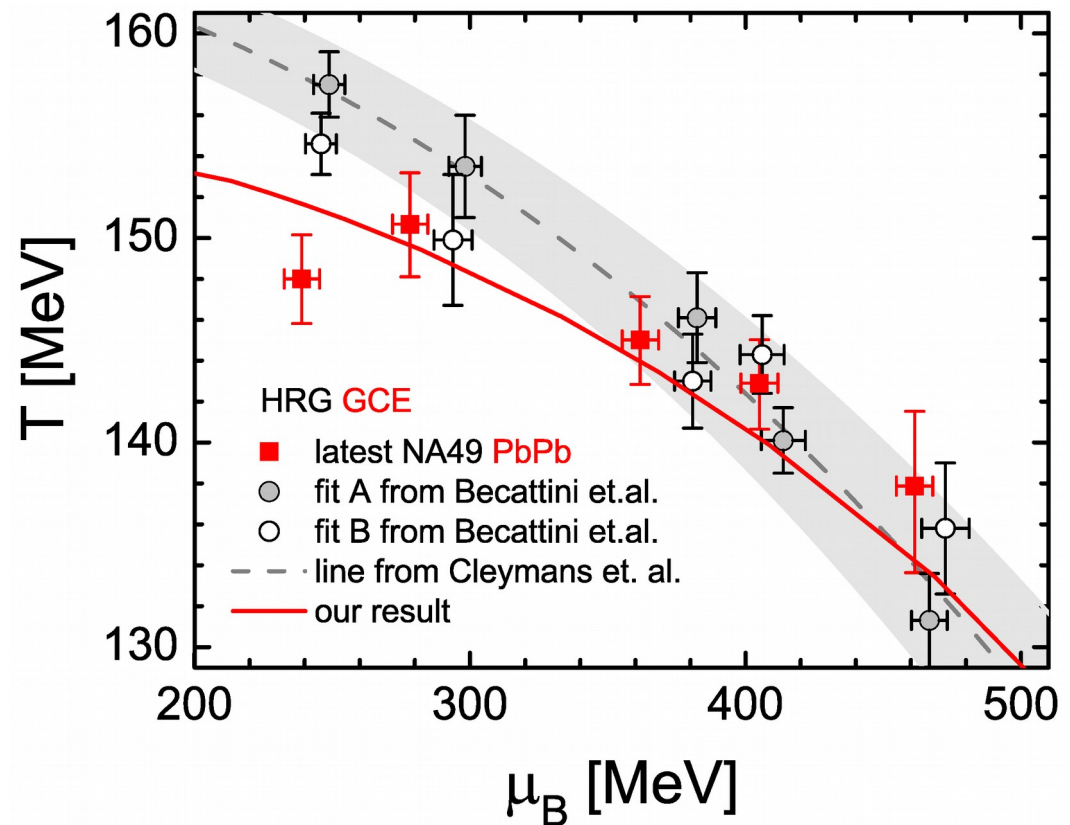 160
150
140
130
T [MeV]
HRG GCE
latest NA49 PbPb
fit A from Becattini et.al.
fit B from Becattini et.al.
line from Cleymans et. al.
our result
200 300 400 500
μB [MeV]